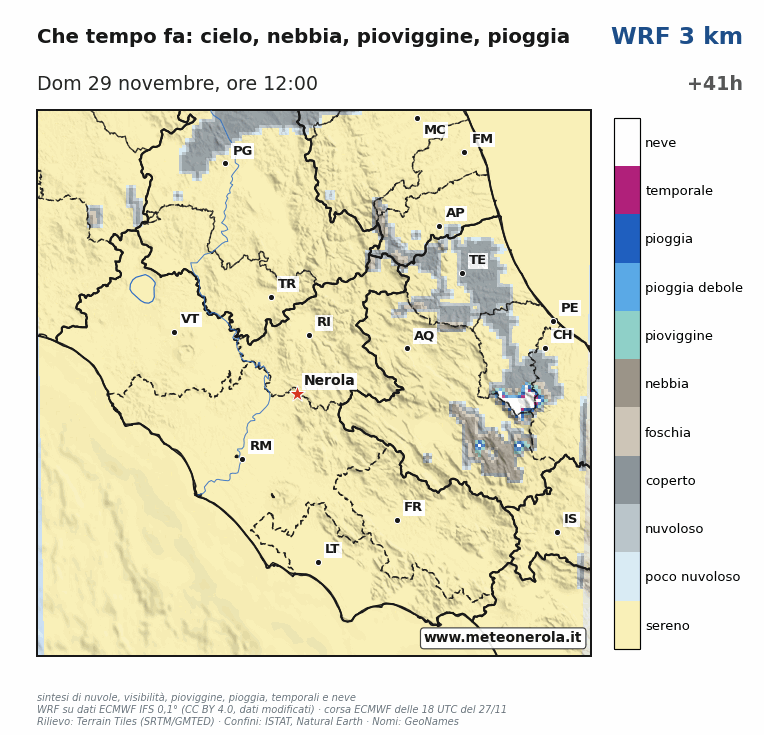 Che tempo fa: cielo, nebbia, pioviggine, pioggia
WRF 3 km
Dom 29 novembre, ore 12:00
+41h
MC
FM
PG
AP
TE
TR
PE
VT
RI
CH
AQ
Nerola
RM
FR
IS
LT
www.meteonerola.it
neve
temporale
pioggia
pioggia debole
pioviggine
nebbia
foschia
coperto
nuvoloso
poco nuvoloso
sereno
sintesi di nuvole, visibilità, pioviggine, pioggia, temporali e neve
WRF su dati ECMWF IFS 0,1° (CC BY 4.0, dati modificati) · corsa ECMWF delle 18 UTC del 27/11
Rilievo: Terrain Tiles (SRTM/GMTED) · Confini: ISTAT, Natural Earth · Nomi: GeoNames